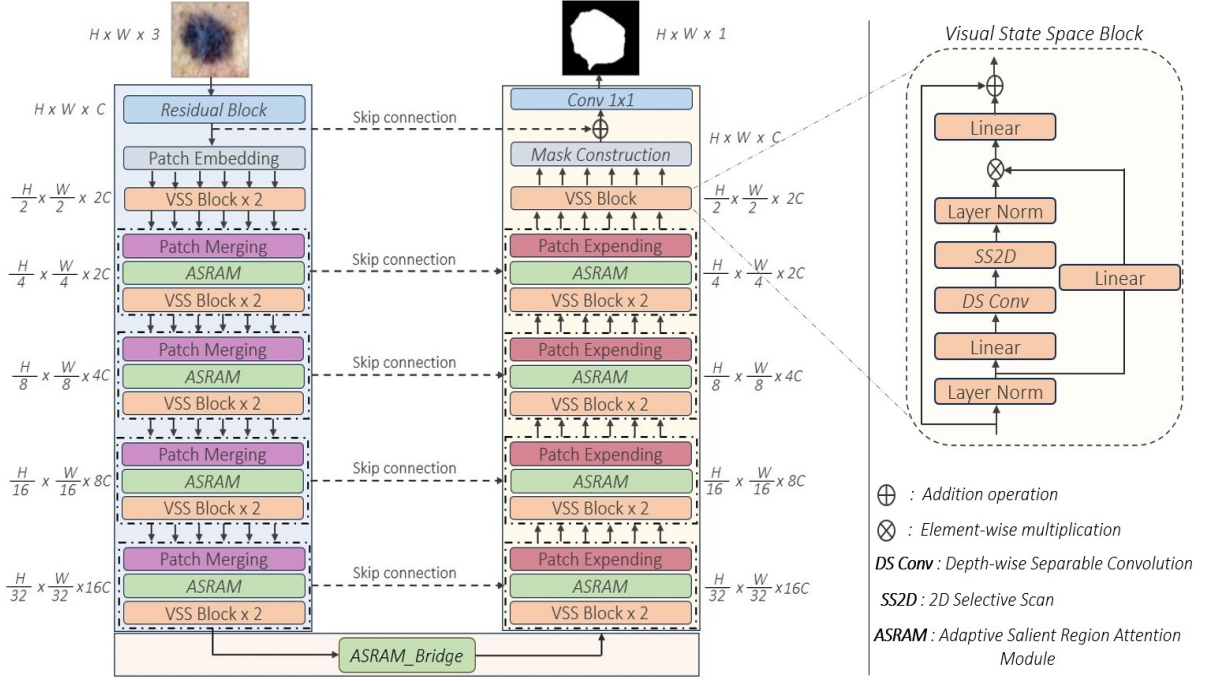 H x W x 3
H x W x 1
Visual State Space Block
H x W x C
Residual Block
Conv 1x1
Skip connection
H x W x C
Patch Embedding
Mask Construction
H/2 x W/2 x 2C
VSS Block x 2
VSS Block
H/2 x W/2 x 2C
Patch Merging
Patch Expending
H/4 x W/4 x 2C
ASRAM
Skip connection
ASRAM
H/4 x W/4 x 2C
VSS Block x 2
VSS Block x 2
Patch Merging
Patch Expending
H/8 x W/8 x 4C
ASRAM
Skip connection
ASRAM
H/8 x W/8 x 4C
VSS Block x 2
VSS Block x 2
Patch Merging
Patch Expending
H/16 x W/16 x 8C
ASRAM
Skip connection
ASRAM
H/16 x W/16 x 8C
VSS Block x 2
VSS Block x 2
Patch Merging
Patch Expending
H/32 x W/32 x 16C
ASRAM
Skip connection
ASRAM
H/32 x W/32 x 16C
VSS Block x 2
VSS Block x 2
ASRAM_Bridge
Linear
Layer Norm
SS2D
Linear
DS Conv
Linear
Layer Norm
: Addition operation
: Element-wise multiplication
DS Conv : Depth-wise Separable Convolution
SS2D : 2D Selective Scan
ASRAM : Adaptive Salient Region Attention
Module